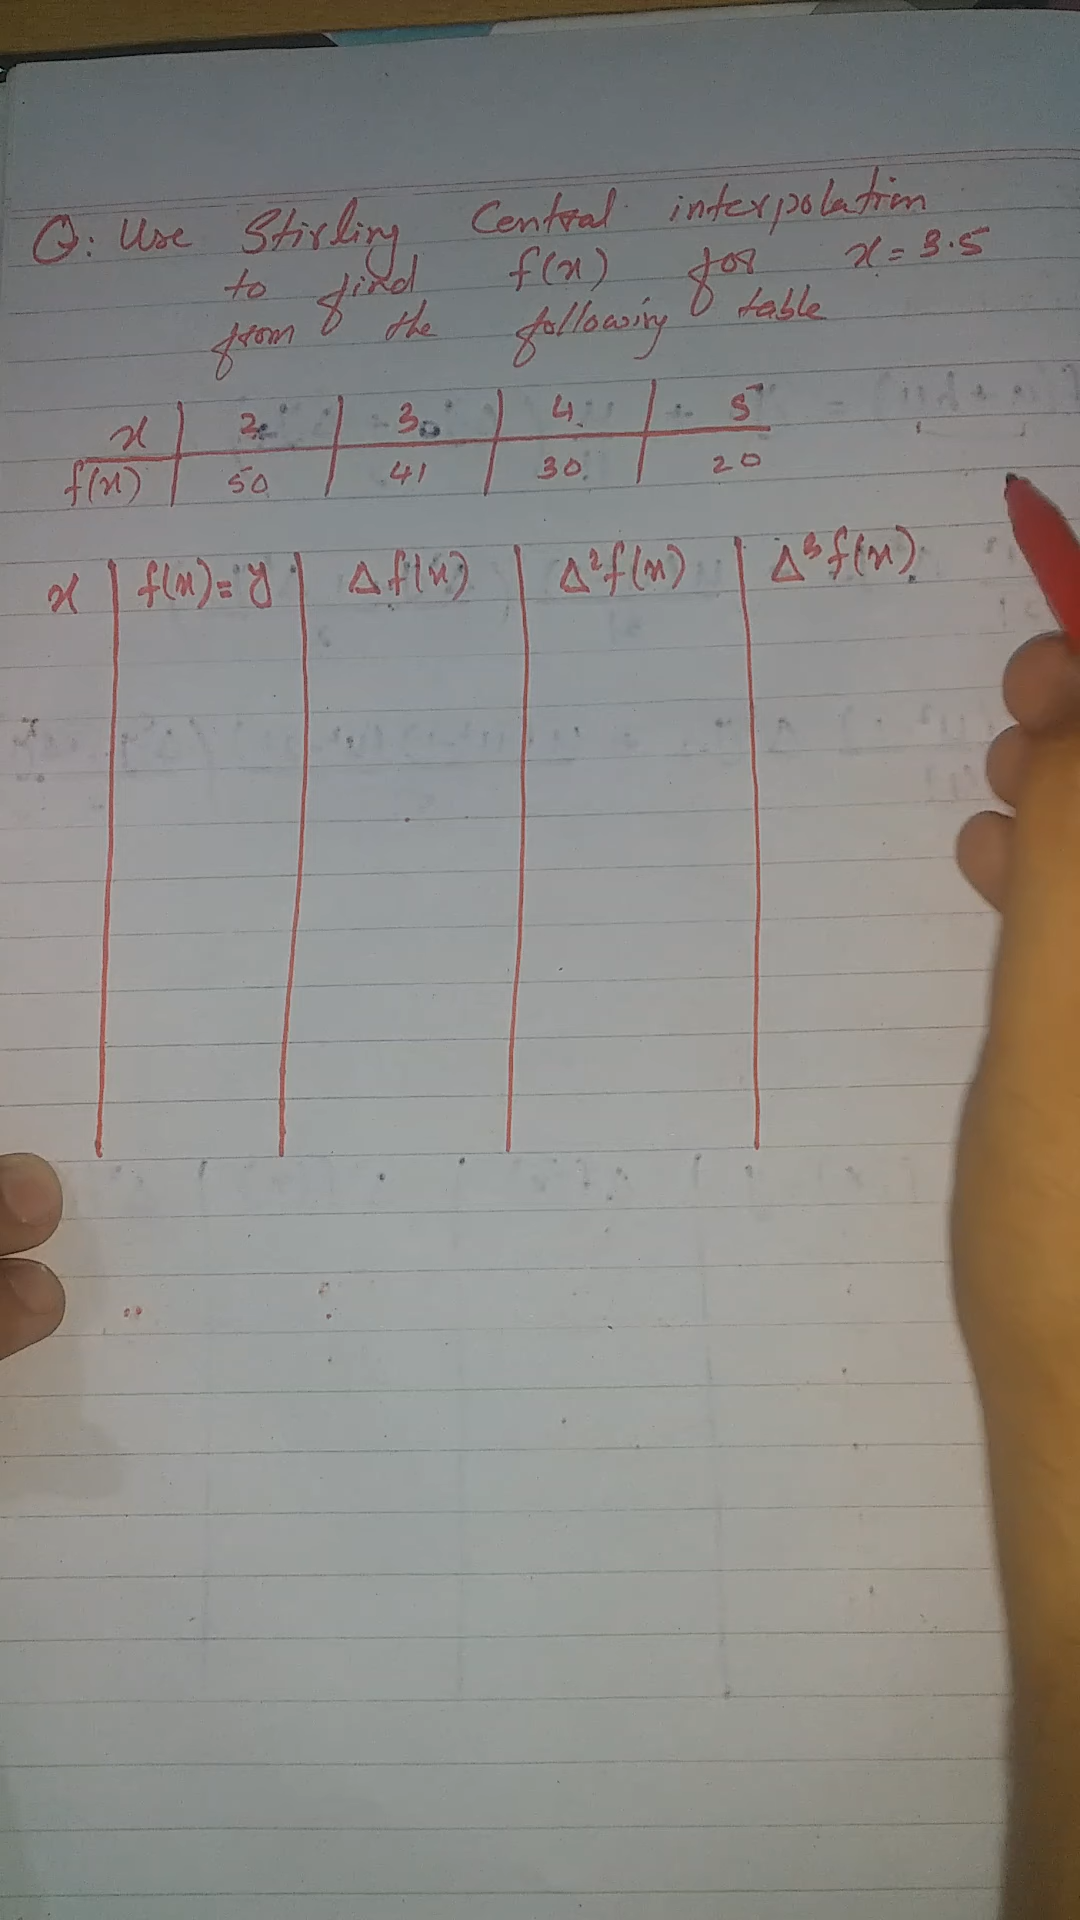 Q: Use Stirling Central interpolation
to find f(x) for x = 3.5
from the following table
x | 2 | 3 | 4 | 5
f(x) | 50 | 41 | 30 | 20
x | f(x)=y | Δf(x) | Δ²f(x) | Δ³f(x)